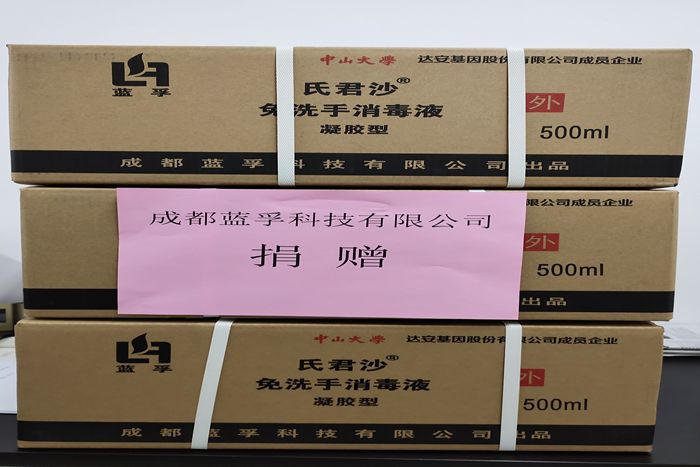 中山大学 达安基因股份有限公司成员企业
蓝孚
氏君沙®
免洗手消毒液
凝胶型
外
500ml
成都蓝孚科技有限公司出品
限公司成员企业
成都蓝孚科技有限公司
捐赠
外
500ml
出品
中山大学 达安基因股份有限公司成员企业
蓝孚
氏君沙®
免洗手消毒液
凝胶型
外
500ml
成都蓝孚科技有限公司出品